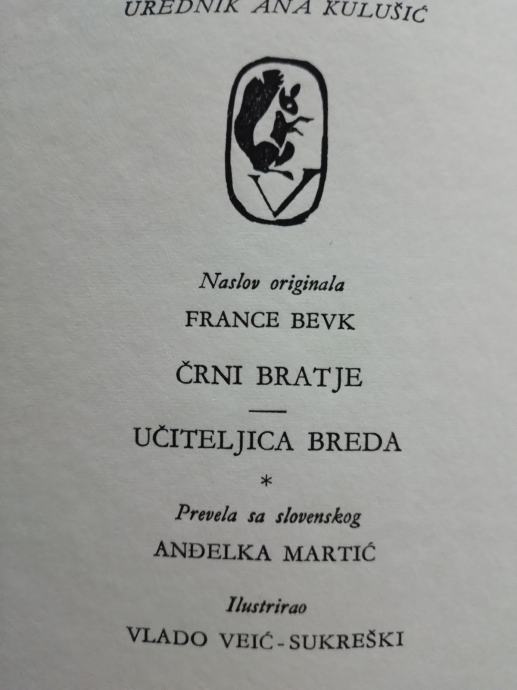 UREDNIK ANA KULUŠIĆ
V
Naslov originala
FRANCE BEVK
ČRNI BRATJE
UČITELJICA BREDA
*
Prevela sa slovenskog
ANĐELKA MARTIĆ
Ilustrirao
VLADO VEIĆ-SUKREŠKI